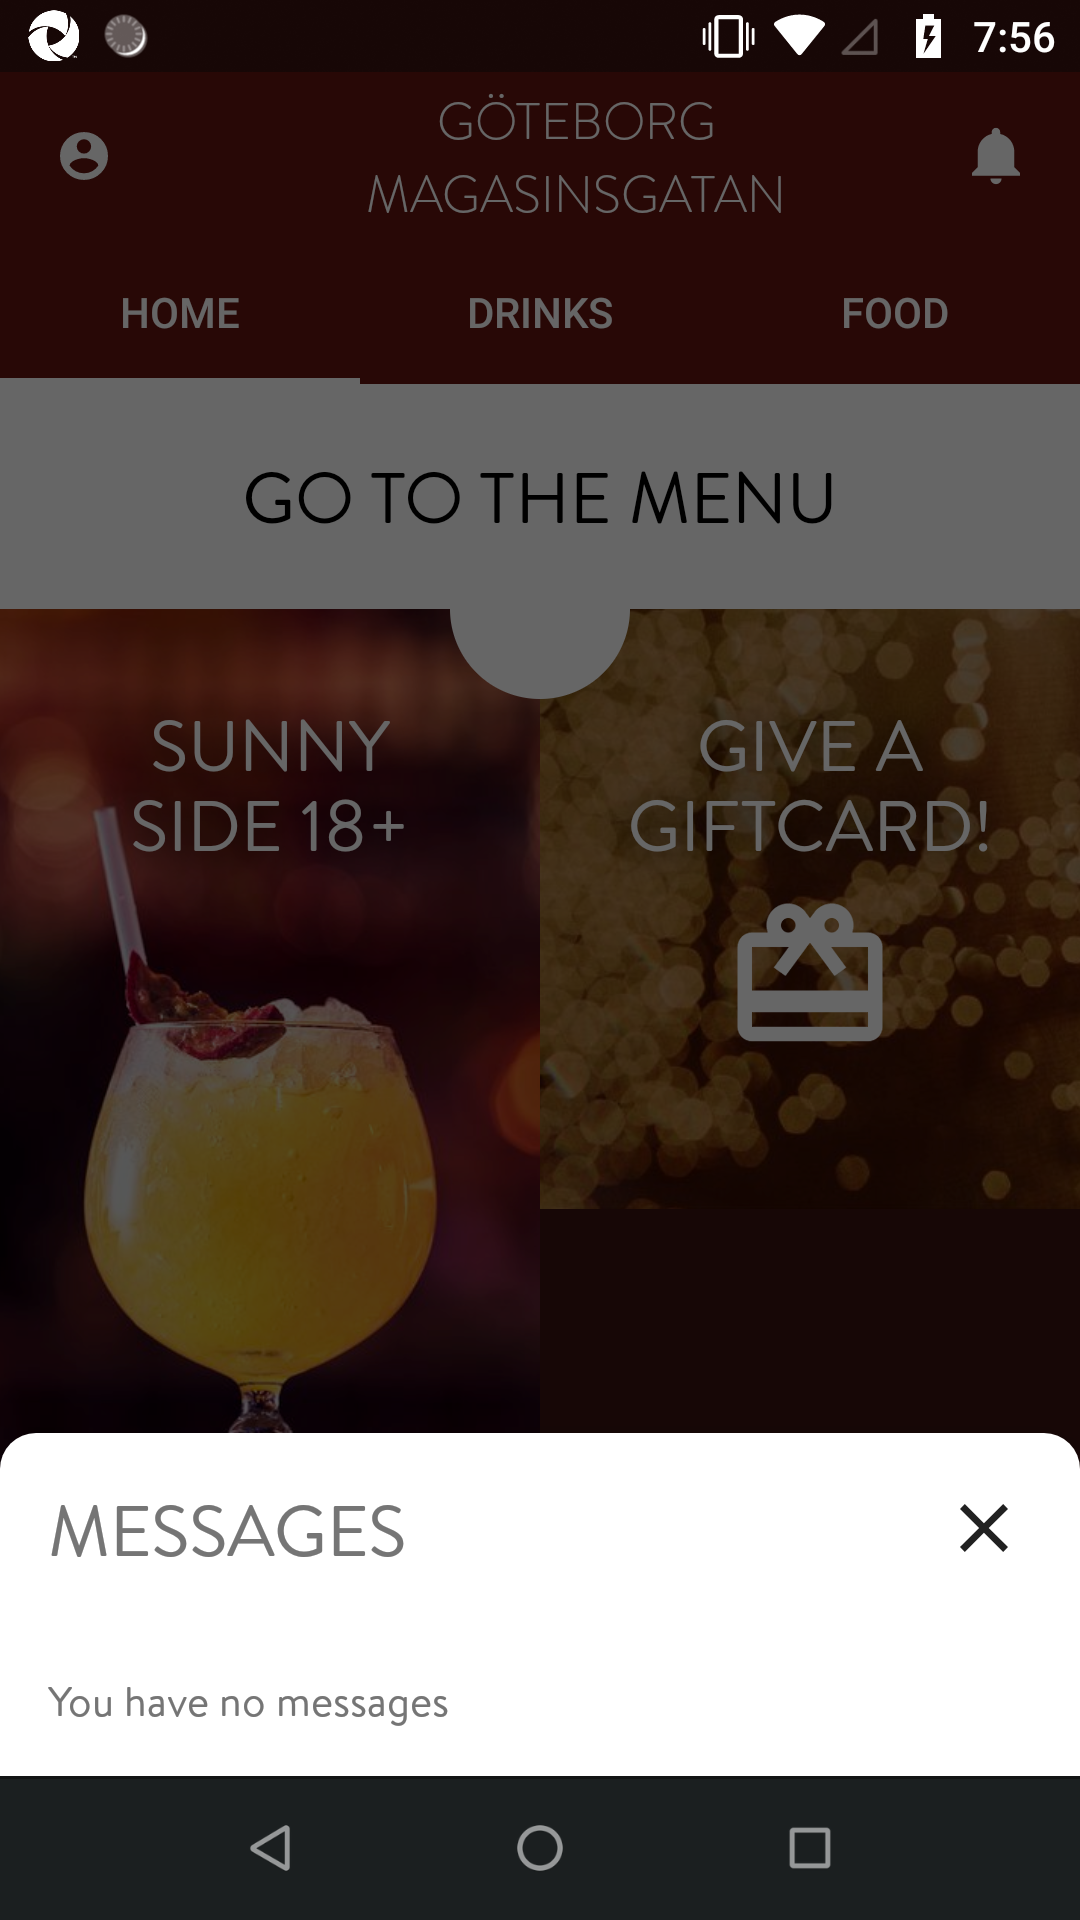 7:56
GÖTEBORG
MAGASINSGATAN
HOME DRINKS FOOD
GO TO THE MENU
SUNNY
SIDE 18+
GIVE A
GIFTCARD!
MESSAGES
You have no messages